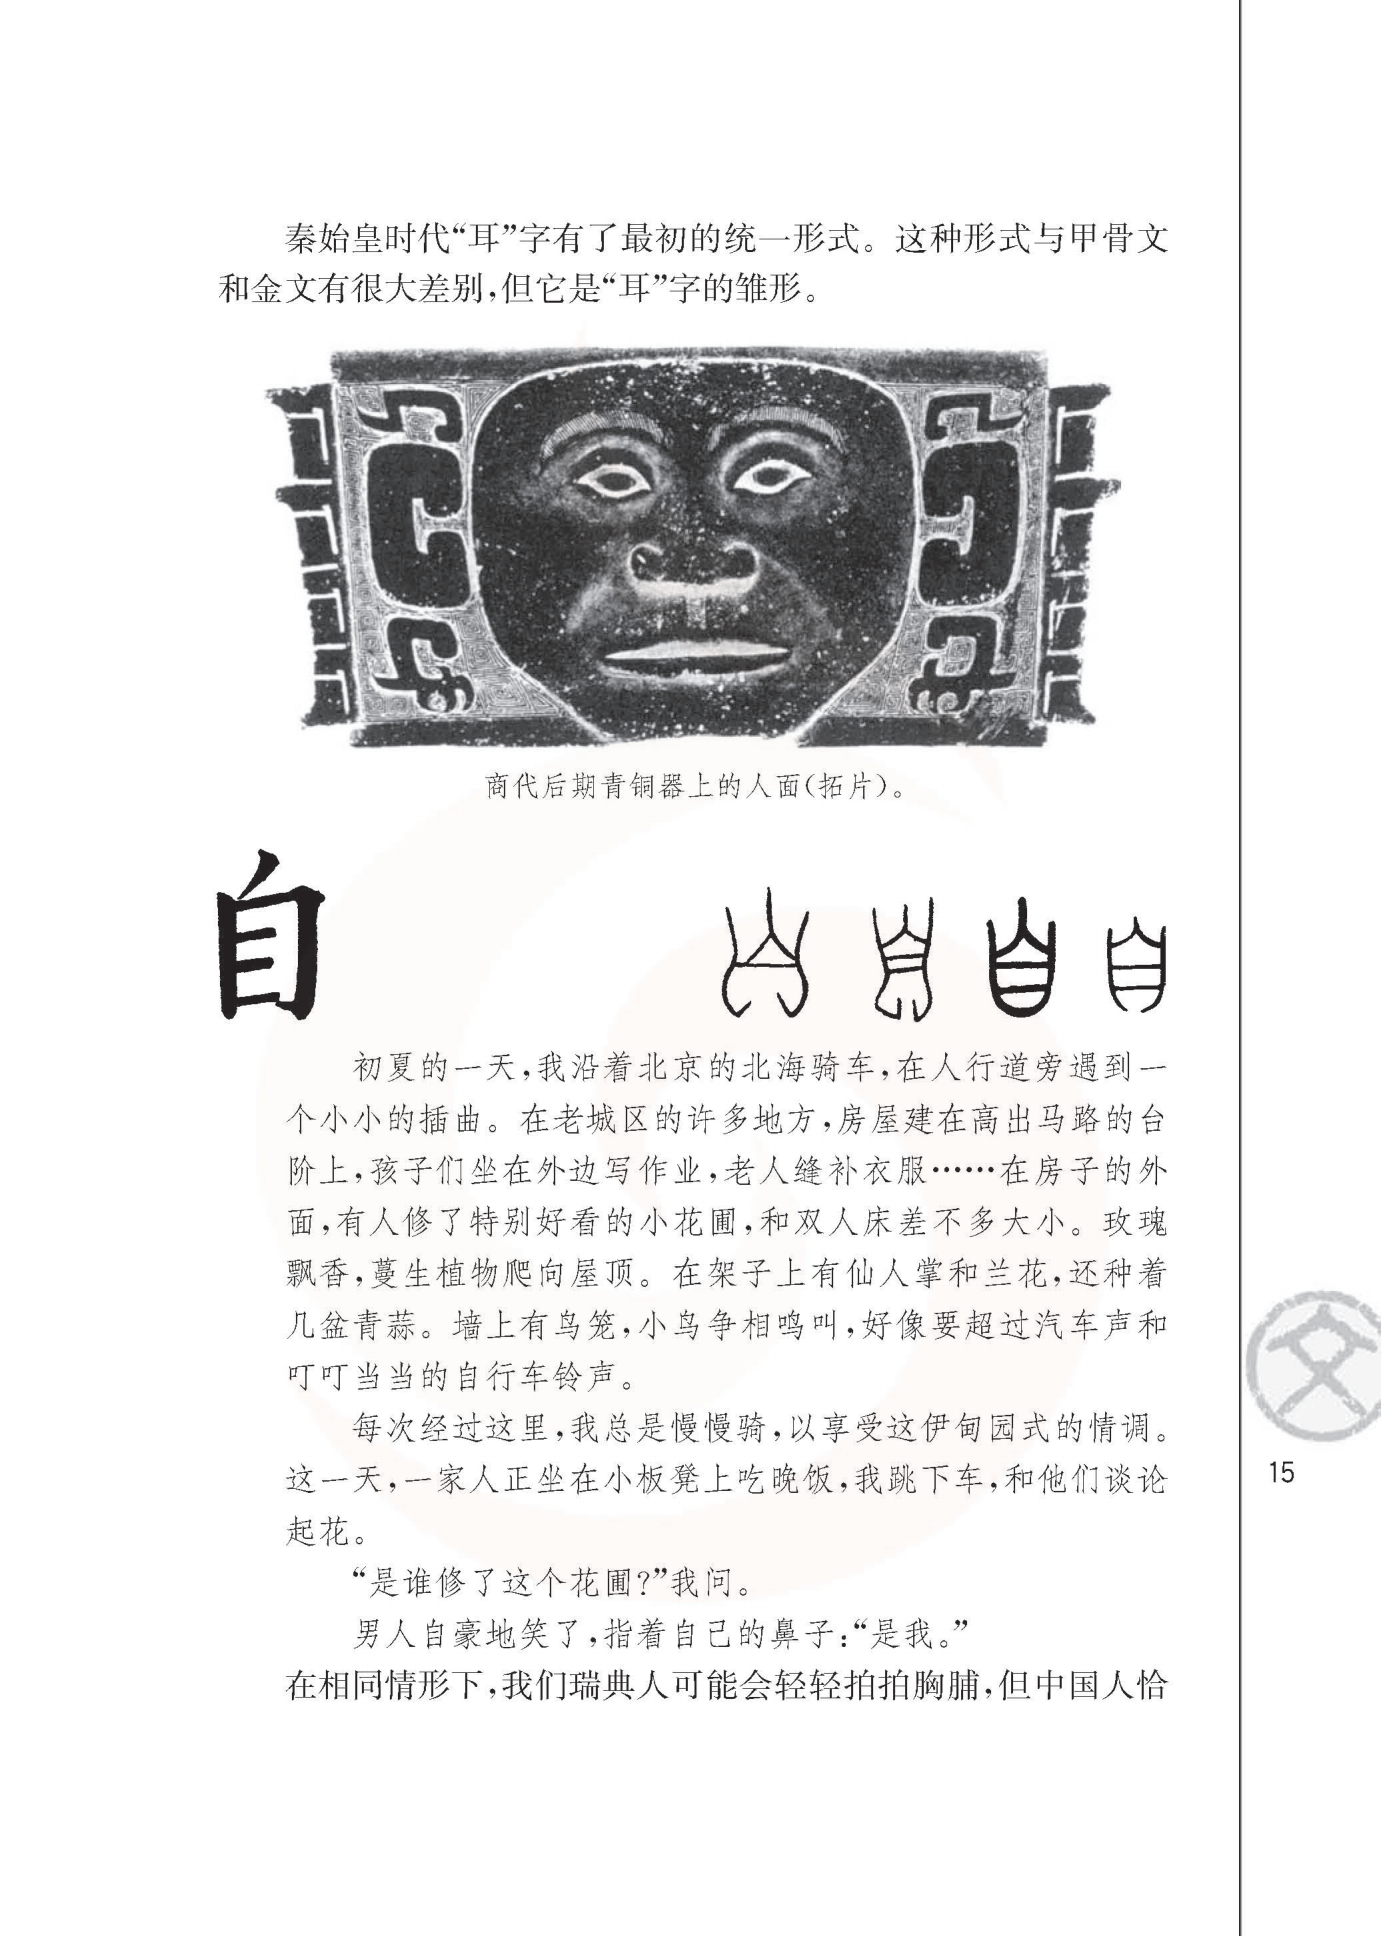 秦始皇时代“耳”字有了最初的统一形式。这种形式与甲骨文
和金文有很大差别,但它是“耳”字的雏形。
商代后期青铜器上的人面(拓片)。
自
初夏的一天,我沿着北京的北海骑车,在人行道旁遇到一
个小小的插曲。在老城区的许多地方,房屋建在高出马路的台
阶上,孩子们坐在外边写作业,老人缝补衣服……在房子的外
面,有人修了特别好看的小花圃,和双人床差不多大小。玫瑰
飘香,蔓生植物爬向屋顶。在架子上有仙人掌和兰花,还种着
几盆青蒜。墙上有鸟笼,小鸟争相鸣叫,好像要超过汽车声和
叮叮当当的自行车铃声。
每次经过这里,我总是慢慢骑,以享受这伊甸园式的情调。
这一天,一家人正坐在小板凳上吃晚饭,我跳下车,和他们谈论
起花。
“是谁修了这个花圃?”我问。
男人自豪地笑了,指着自己的鼻子:“是我。”
在相同情形下,我们瑞典人可能会轻轻拍拍胸脯,但中国人恰
文
15